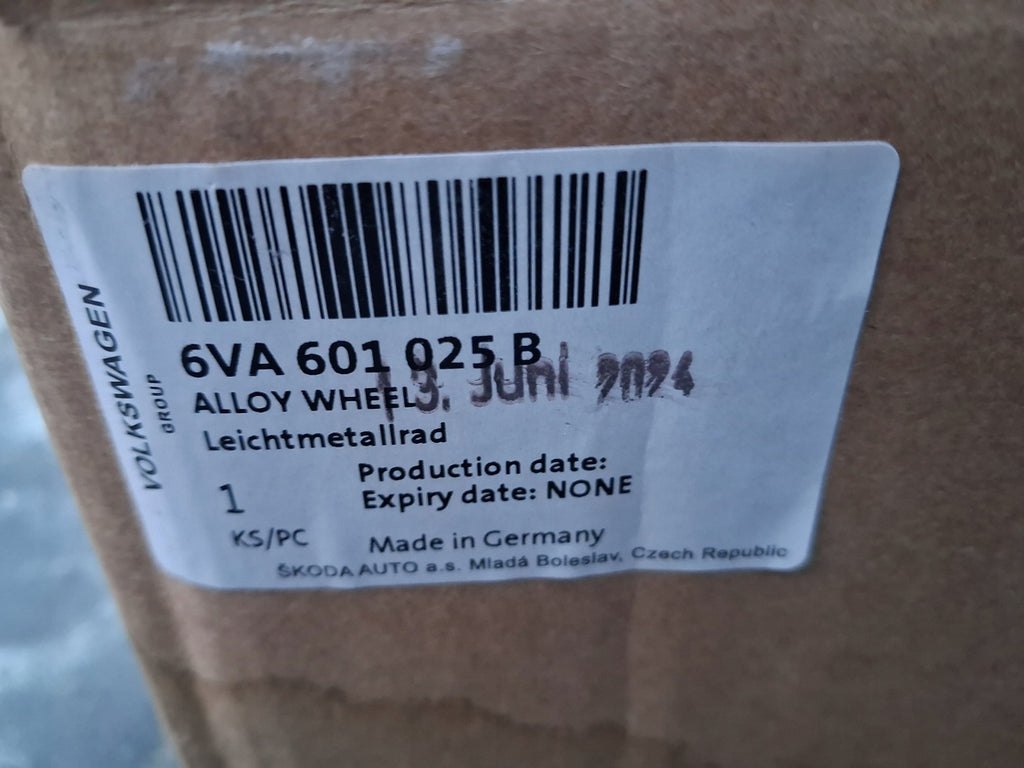 VOLKSWAGEN
GROUP
6VA 601 025 B
19. Juni 2024
ALLOY WHEEL
Leichtmetallrad
Production date:
1
Expiry date: NONE
KS/PC
Made in Germany
ŠKODA AUTO a.s. Mladá Boleslav, Czech Republic